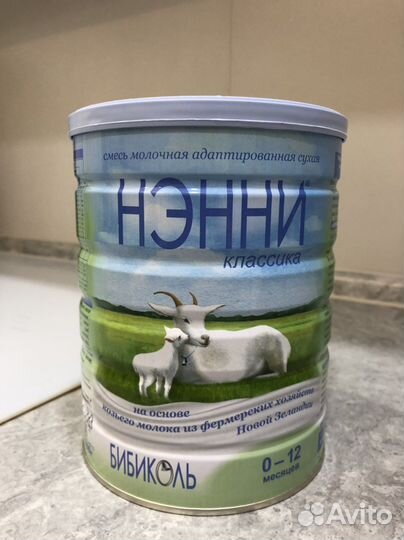 смесь молочная адаптированная сухая
НЭННИ
классика
на основе
козьего молока из фермерских хозяйств
Новой Зеландии
БИБИКОЛЬ
0–12
месяцев
Avito